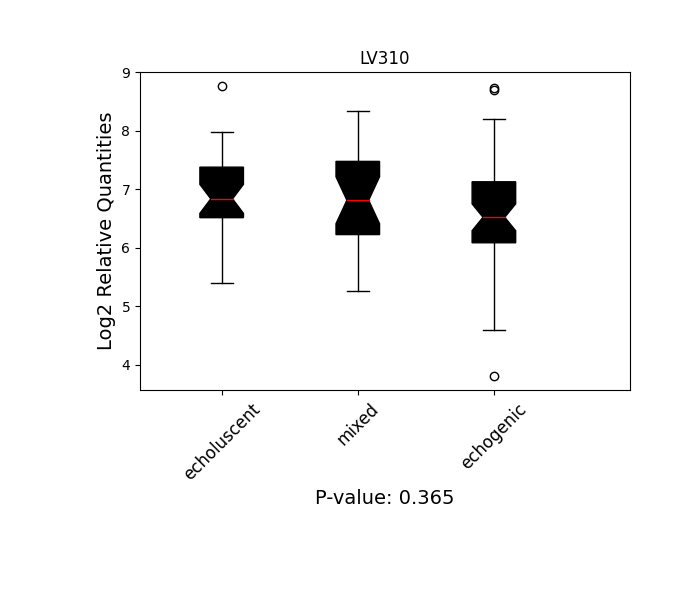 LV310
Log2 Relative Quantities
9
8
7
6
5
4
echoluscent
mixed
echogenic
P-value: 0.365